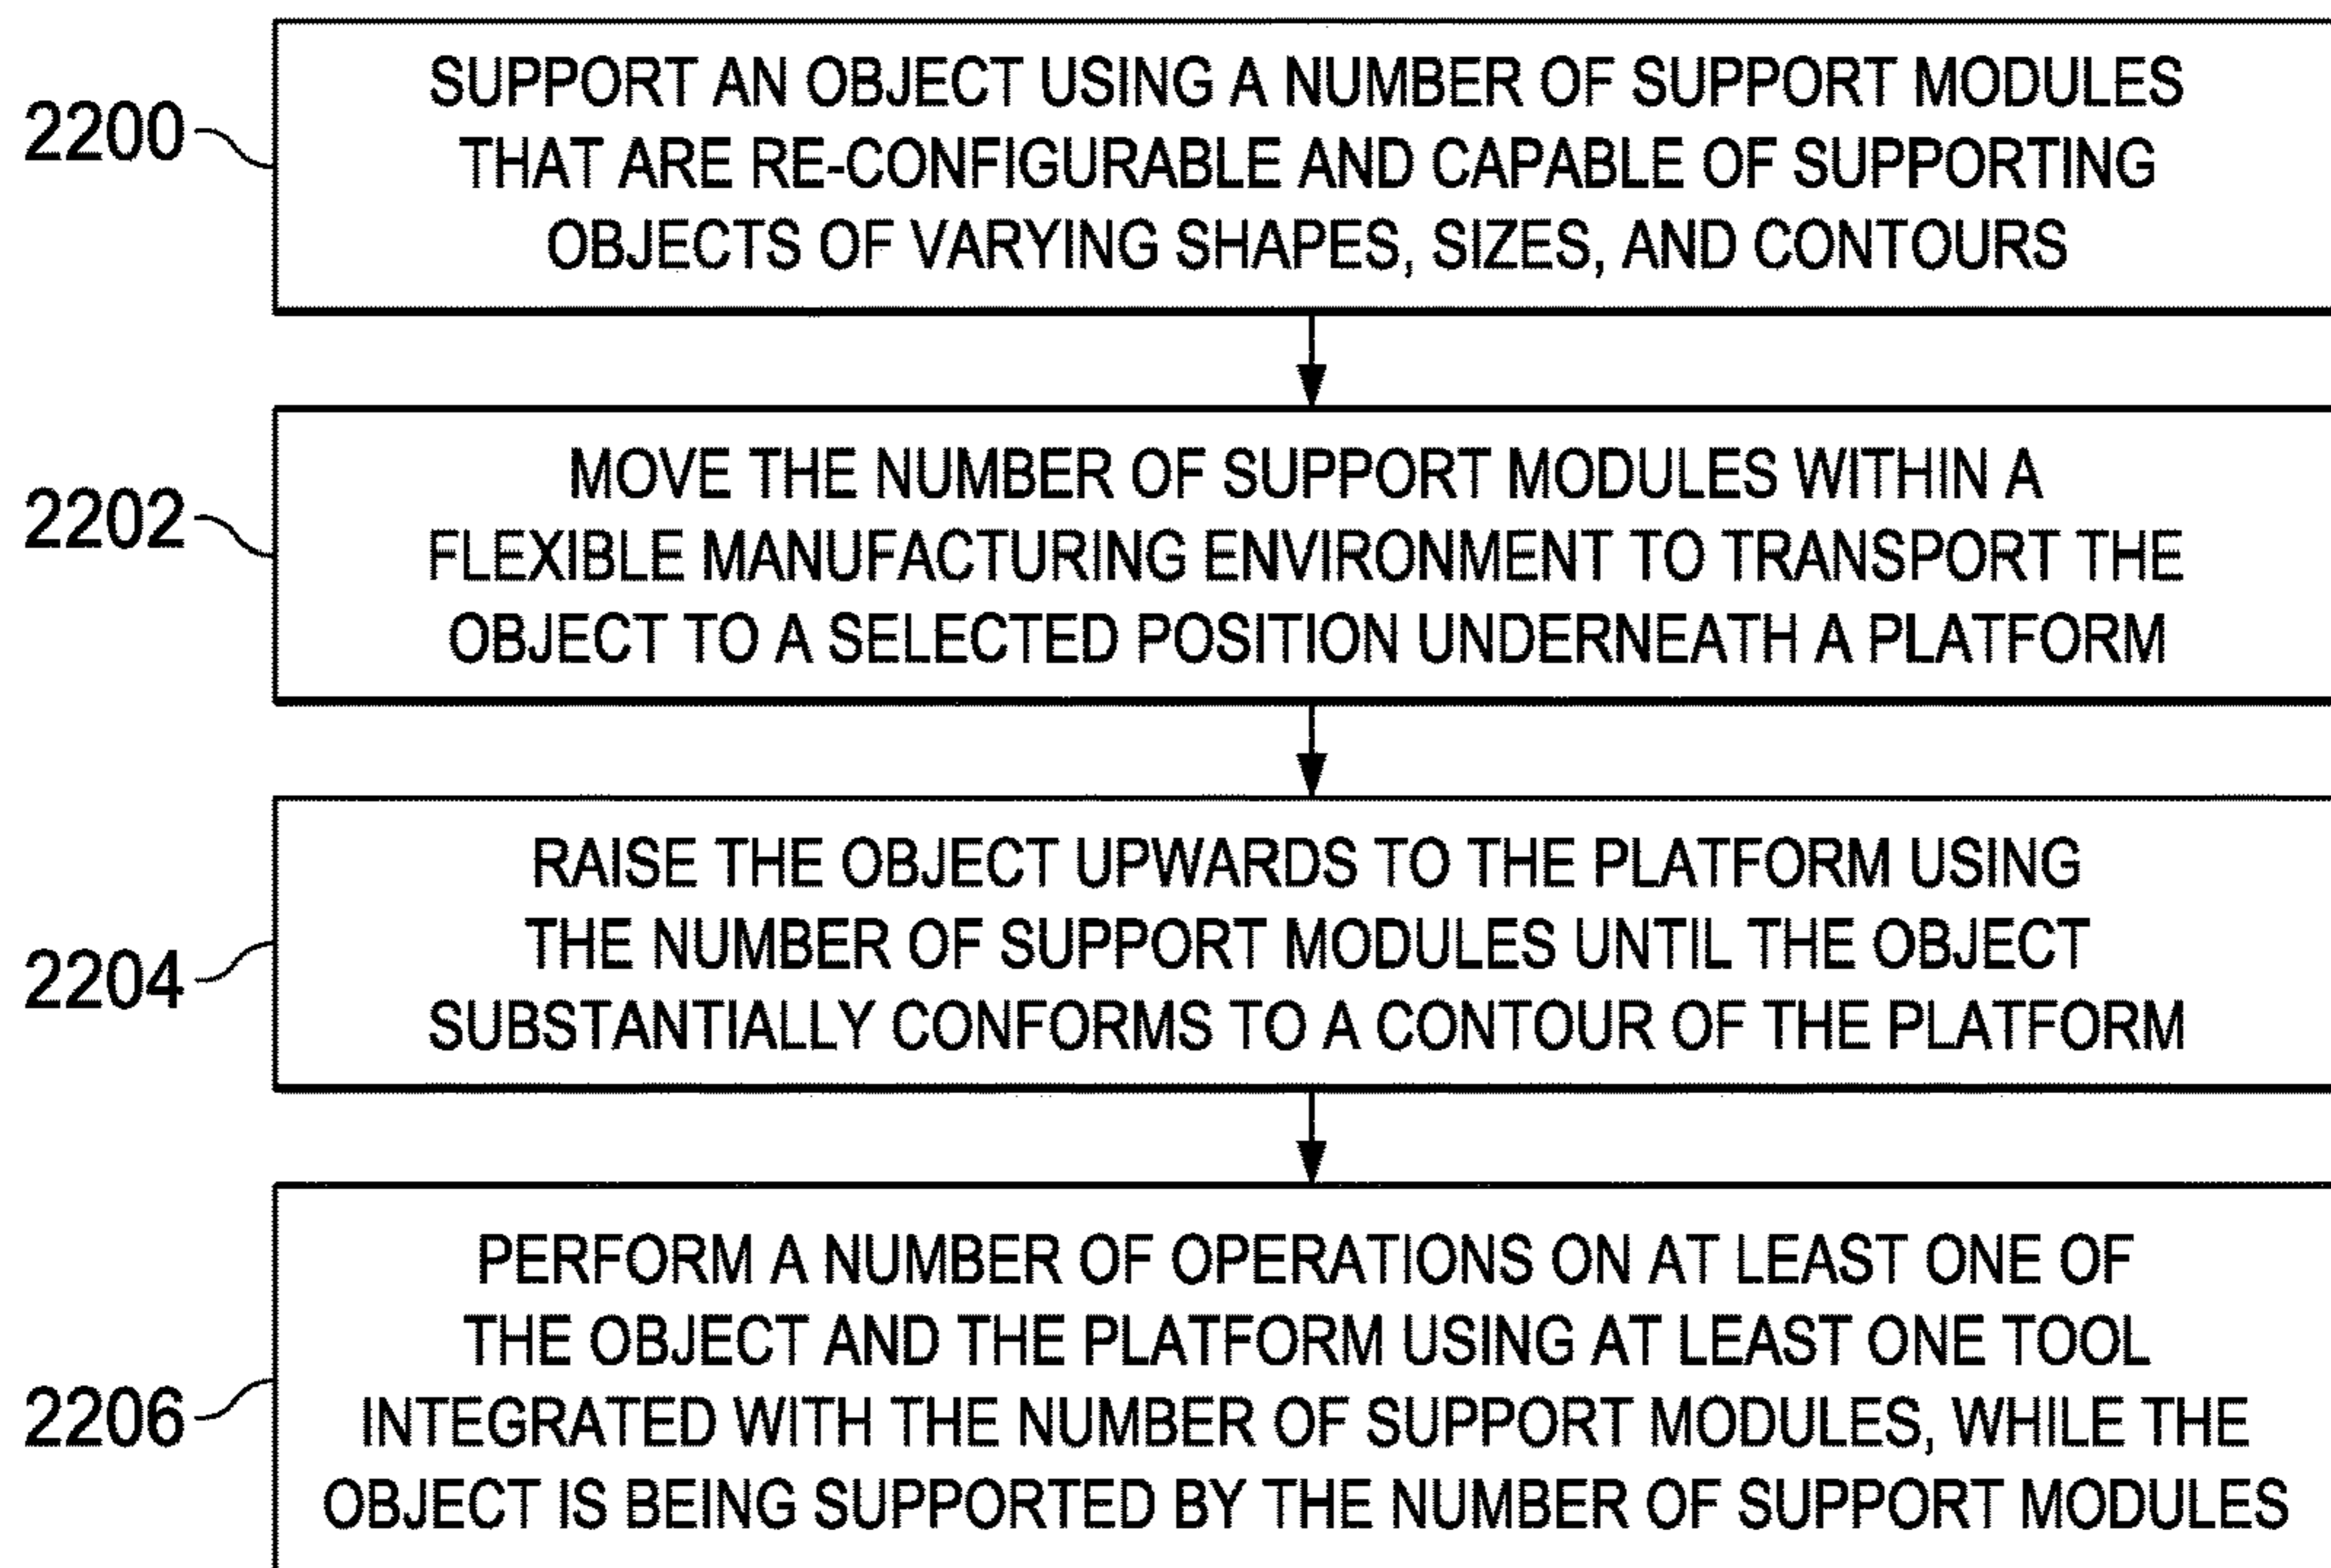 2200
SUPPORT AN OBJECT USING A NUMBER OF SUPPORT MODULES
THAT ARE RE-CONFIGURABLE AND CAPABLE OF SUPPORTING
OBJECTS OF VARYING SHAPES, SIZES, AND CONTOURS
2202
MOVE THE NUMBER OF SUPPORT MODULES WITHIN A
FLEXIBLE MANUFACTURING ENVIRONMENT TO TRANSPORT THE
OBJECT TO A SELECTED POSITION UNDERNEATH A PLATFORM
2204
RAISE THE OBJECT UPWARDS TO THE PLATFORM USING
THE NUMBER OF SUPPORT MODULES UNTIL THE OBJECT
SUBSTANTIALLY CONFORMS TO A CONTOUR OF THE PLATFORM
2206
PERFORM A NUMBER OF OPERATIONS ON AT LEAST ONE OF
THE OBJECT AND THE PLATFORM USING AT LEAST ONE TOOL
INTEGRATED WITH THE NUMBER OF SUPPORT MODULES, WHILE THE
OBJECT IS BEING SUPPORTED BY THE NUMBER OF SUPPORT MODULES